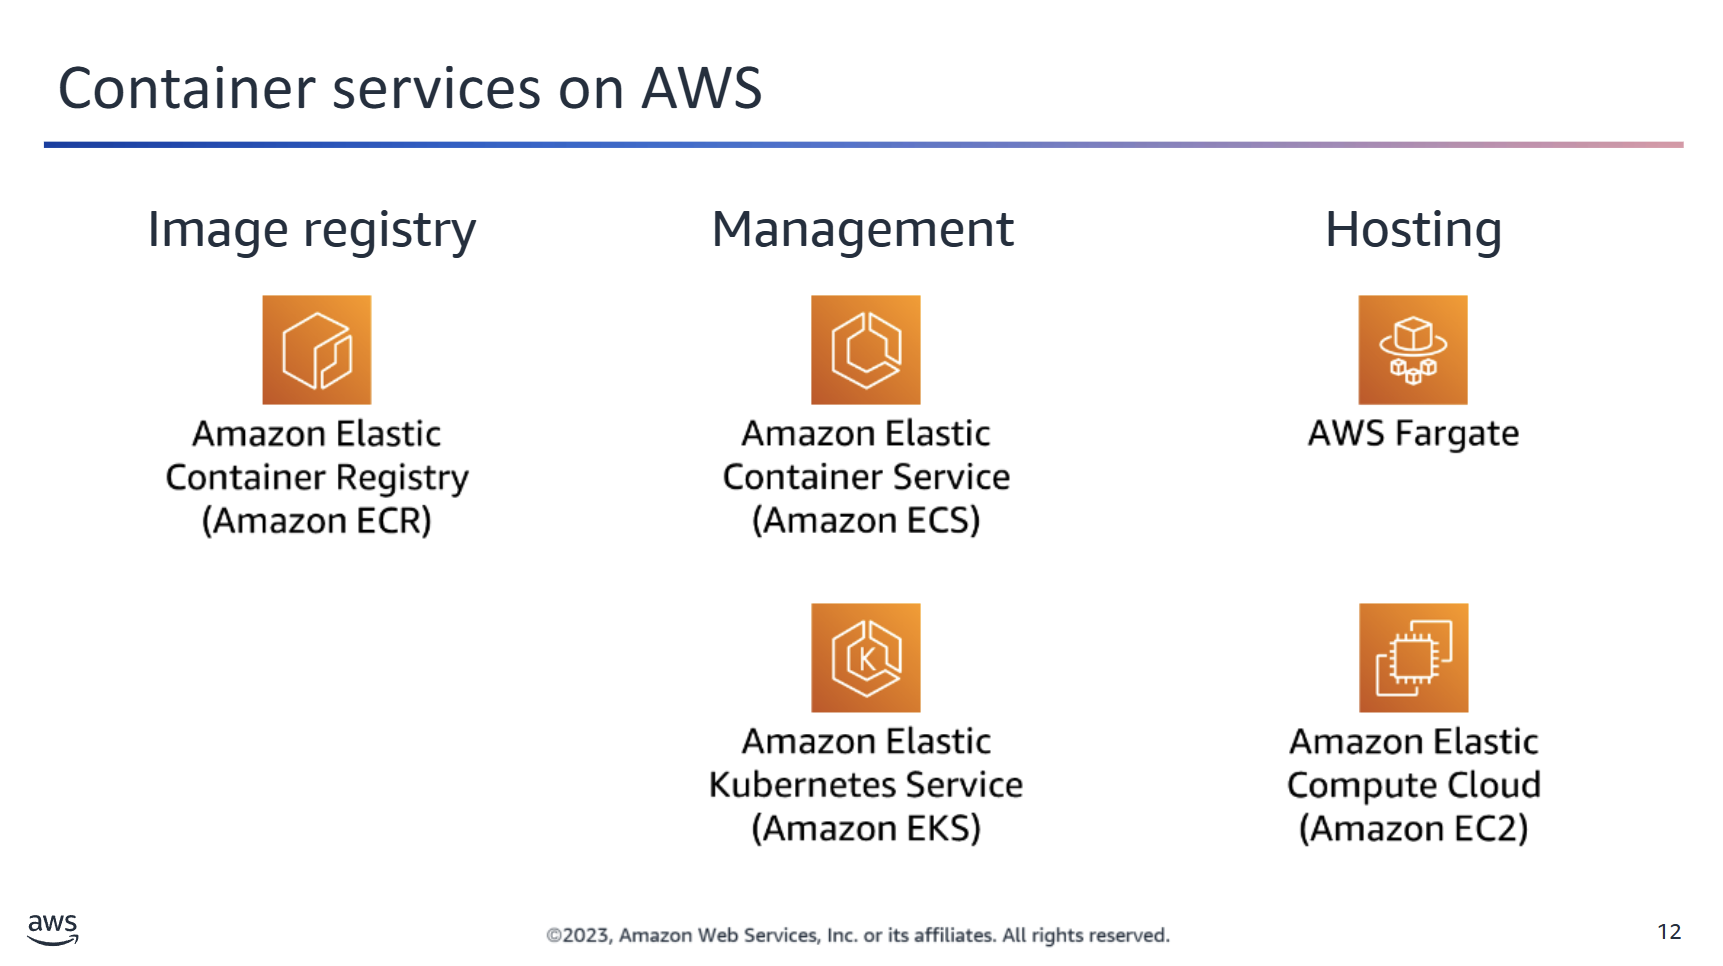 Container services on AWS
Image registry
Amazon Elastic
Container Registry
(Amazon ECR)
Management
Amazon Elastic
Container Service
(Amazon ECS)
K
Amazon Elastic
Kubernetes Service
(Amazon EKS)
Hosting
AWS Fargate
Amazon Elastic
Compute Cloud
(Amazon EC2)
aws
©2023, Amazon Web Services, Inc. or its affiliates. All rights reserved.
12